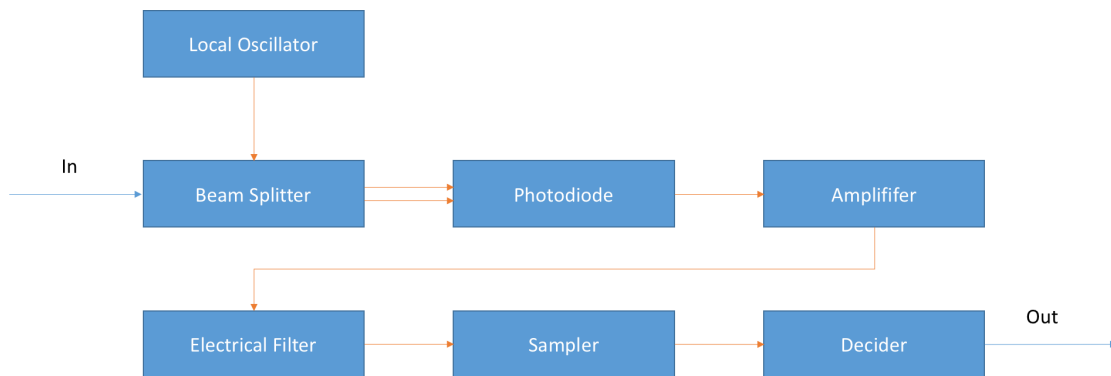 Local Oscillator
In
Beam Splitter
Photodiode
Amplififer
Electrical Filter
Sampler
Decider
Out